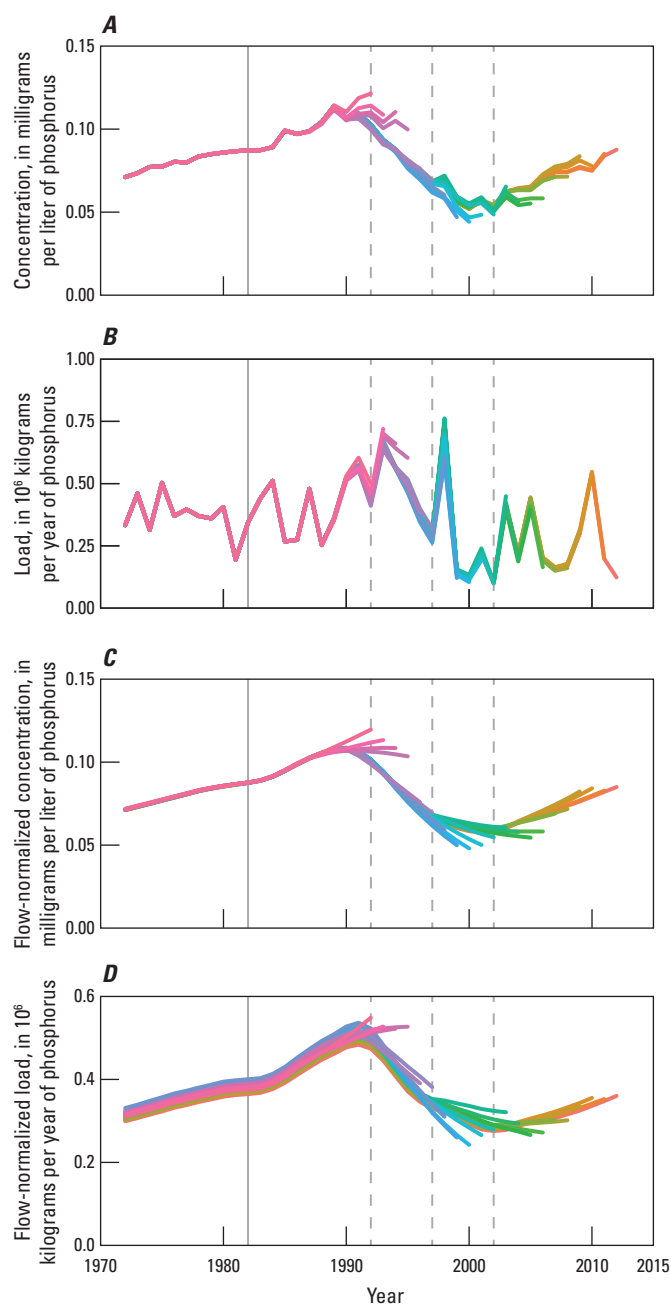 A
0.15
0.10
0.05
0.00
Concentration, in milligrams
per liter of phosphorus
B
1.00
0.75
0.50
0.25
0.00
Load, in 10⁶ kilograms
per year of phosphorus
C
0.15
0.10
0.05
0.00
Flow-normalized concentration, in
milligrams per liter of phosphorus
D
0.6
0.4
0.2
0.0
Flow-normalized load, in 10⁶
kilograms per year of phosphorus
1970 1980 1990 2000 2010 2015
Year